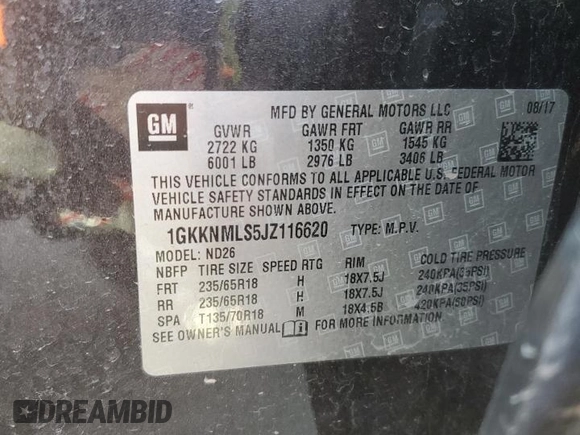 GM
MFD BY GENERAL MOTORS LLC 08/17
GVWR GAWR FRT GAWR RR
2722 KG 1350 KG 1545 KG
6001 LB 2976 LB 3406 LB
THIS VEHICLE CONFORMS TO ALL APPLICABLE U.S. FEDERAL MOTOR
VEHICLE SAFETY STANDARDS IN EFFECT ON THE DATE OF
MANUFACTURE SHOWN ABOVE.
1GKKNMLS5JZ116620 TYPE: M.P.V.
MODEL: ND26
NBFP TIRE SIZE SPEED RTG RIM COLD TIRE PRESSURE
FRT 235/65R18 H 18X7.5J 240KPA(35PSI)
RR 235/65R18 H 18X7.5J 240KPA(35PSI)
SPA T135/70R18 M 18X4.5B 420KPA(60PSI)
SEE OWNER'S MANUAL FOR MORE INFORMATION.
DREAMBID